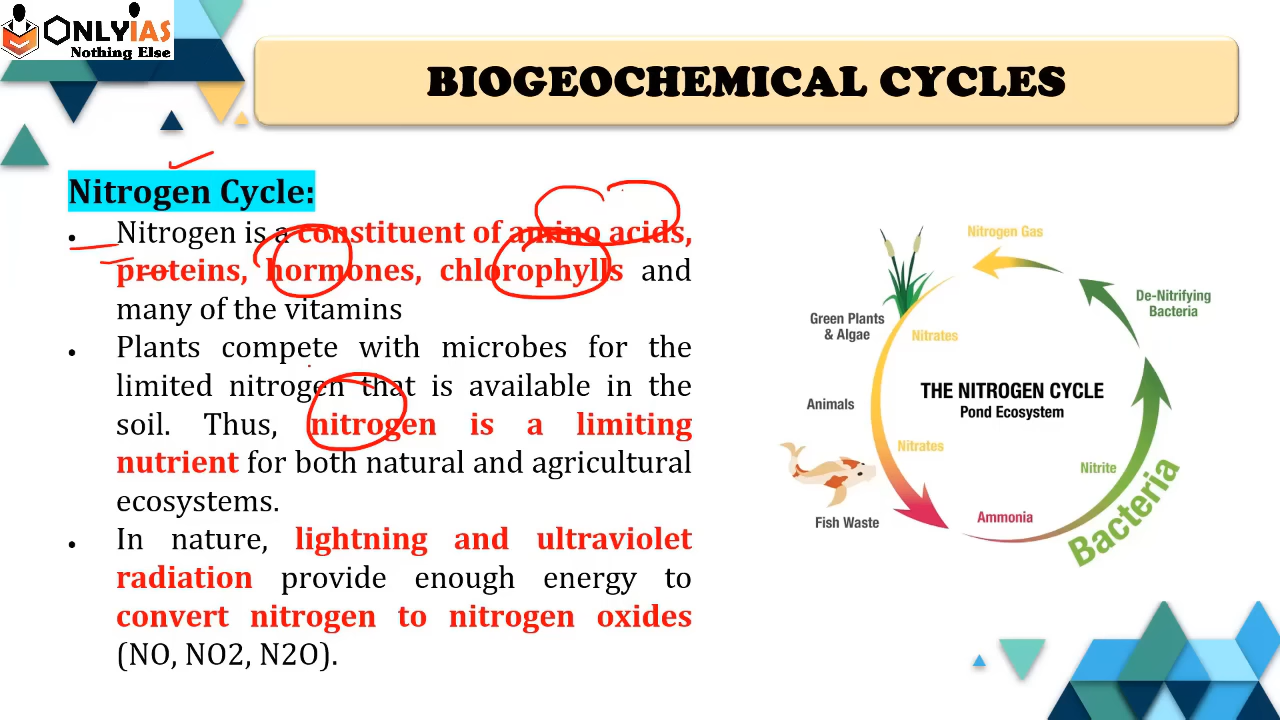 ONLYIAS
Nothing Else
BIOGEOCHEMICAL CYCLES
Nitrogen Cycle:
• Nitrogen is a constituent of amino acids,
proteins, hormones, chlorophylls and
many of the vitamins
• Plants compete with microbes for the
limited nitrogen that is available in the
soil. Thus, nitrogen is a limiting
nutrient for both natural and agricultural
ecosystems.
• In nature, lightning and ultraviolet
radiation provide enough energy to
convert nitrogen to nitrogen oxides
(NO, NO2, N2O).
Nitrogen Gas
De-Nitrifying
Bacteria
Green Plants
& Algae
Nitrates
THE NITROGEN CYCLE
Pond Ecosystem
Animals
Nitrates
Nitrite
Bacteria
Fish Waste
Ammonia